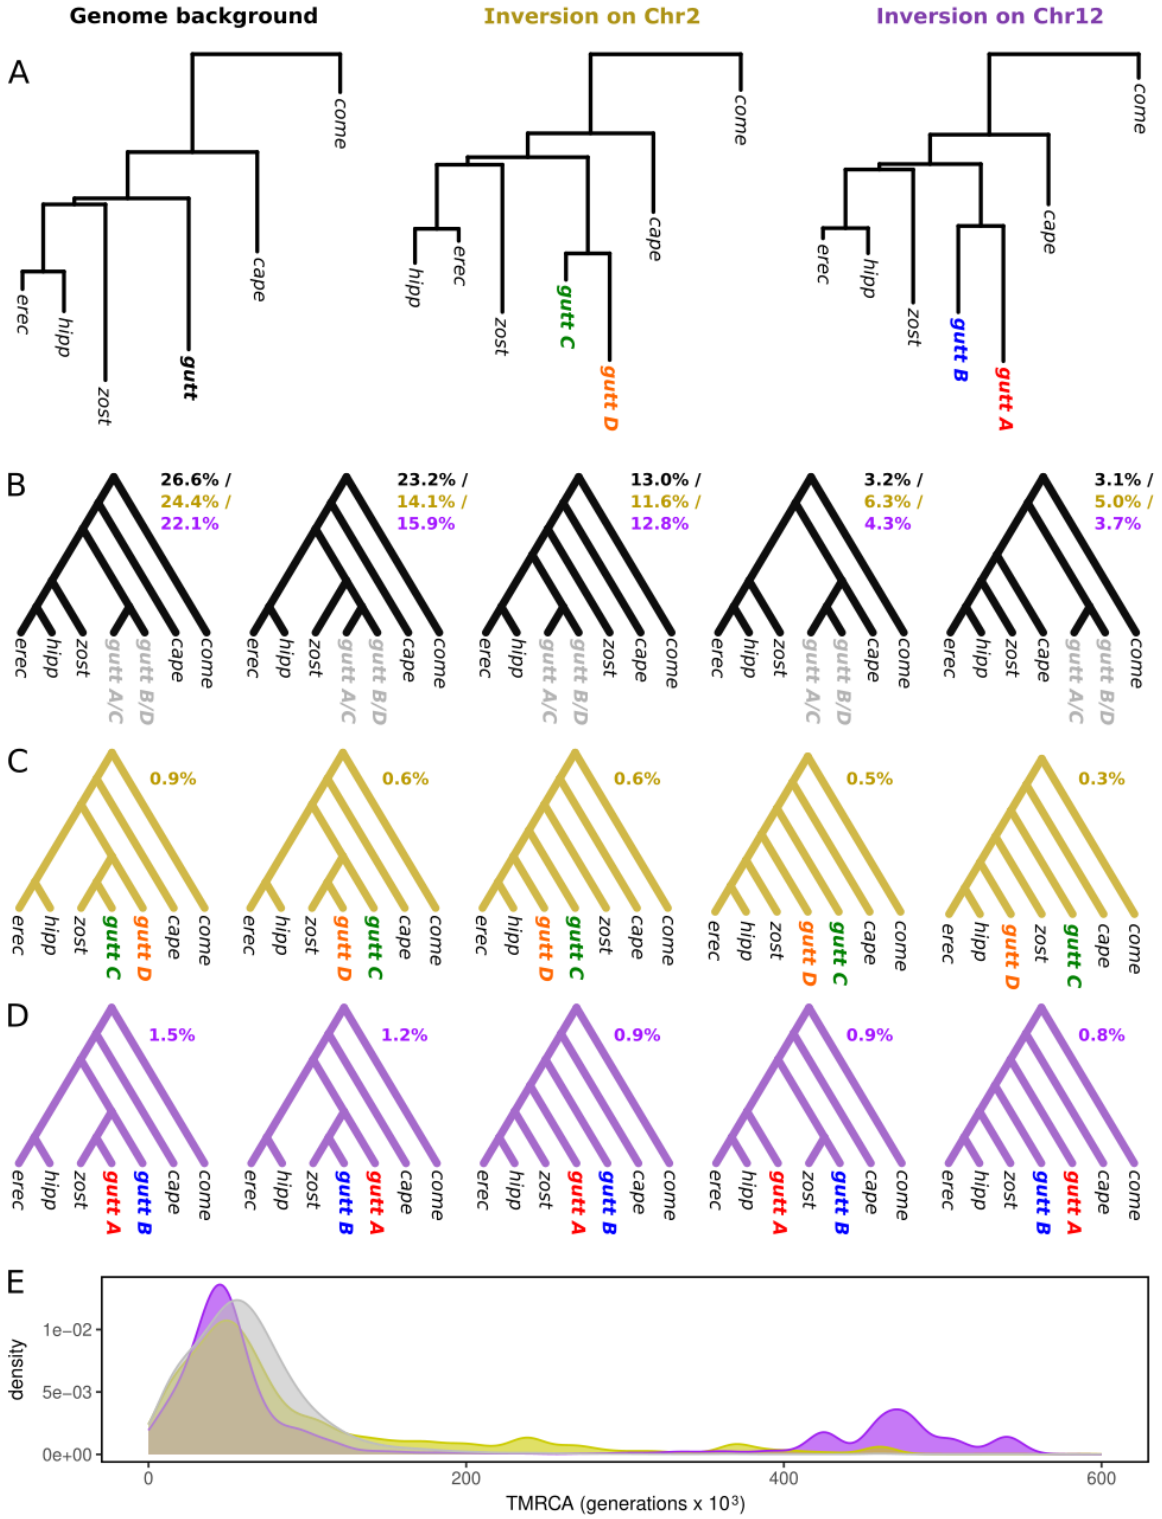 Genome background
Inversion on Chr2
Inversion on Chr12
A
come
cape
erec
hipp
zost
gutt
come
cape
hipp
erec
zost
gutt C
gutt D
come
cape
erec
hipp
zost
gutt B
gutt A
B
26.6% /
24.4% /
22.1%
23.2% /
14.1% /
15.9%
13.0% /
11.6% /
12.8%
3.2% /
6.3% /
4.3%
3.1% /
5.0% /
3.7%
erec hipp zost gutt A/C gutt B/D cape come
erec hipp zost gutt A/C gutt B/D cape come
erec hipp gutt A/C gutt B/D zost cape come
erec hipp zost gutt A/C gutt B/D cape come
erec hipp zost cape gutt A/C gutt B/D come
C
0.9%
0.6%
0.6%
0.5%
0.3%
erec hipp zost gutt C gutt D cape come
erec hipp zost gutt D gutt C cape come
erec hipp gutt D gutt C zost cape come
erec hipp zost gutt D gutt C cape come
erec hipp gutt D zost gutt C cape come
D
1.5%
1.2%
0.9%
0.9%
0.8%
erec hipp zost gutt A gutt B cape come
erec hipp zost gutt B gutt A cape come
erec hipp zost gutt A gutt B cape come
erec hipp gutt A zost gutt B cape come
erec hipp zost gutt B gutt A cape come
E
density
1e−02
5e−03
0e+00
0
200
400
600
TMRCA (generations x 10³)